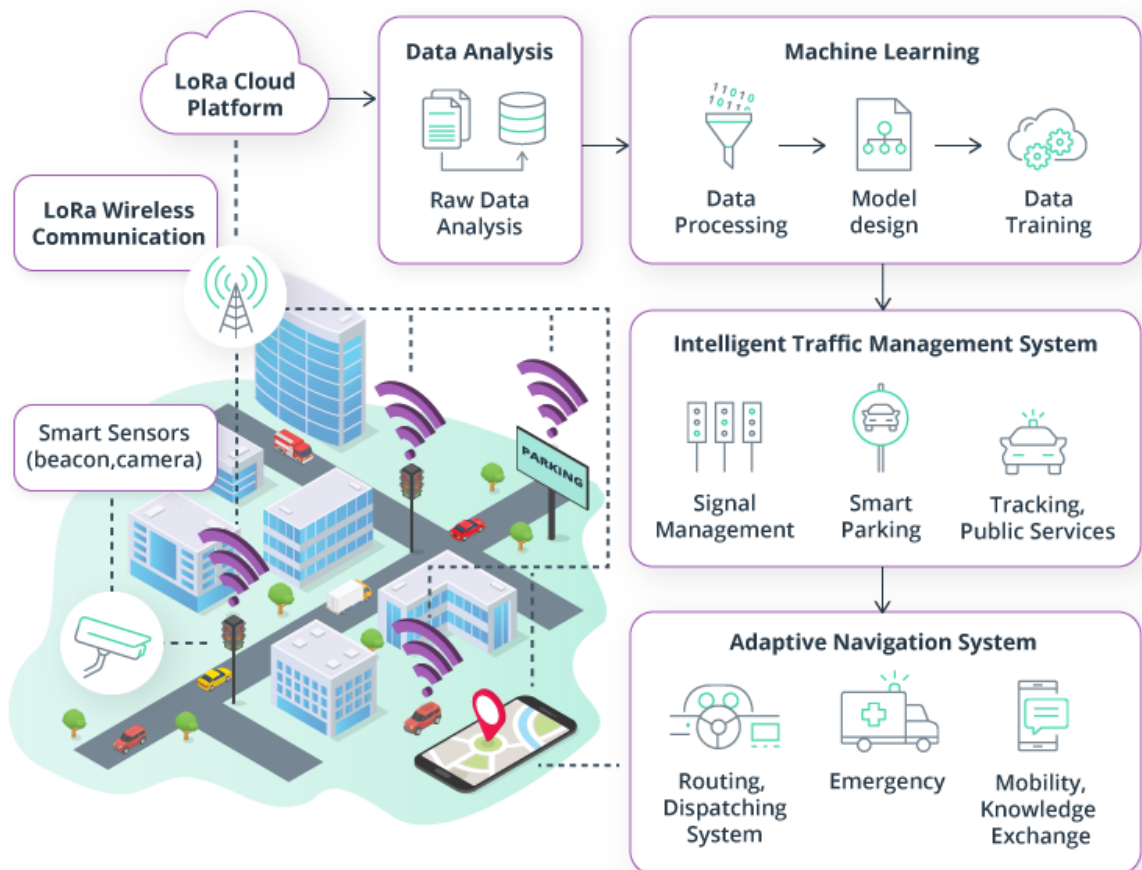 LoRa Cloud
Platform
Data Analysis
Raw Data
Analysis
Machine Learning
11010
1011
Data
Processing
Model
design
Data
Training
LoRa Wireless
Communication
Smart Sensors
(beacon,camera)
PARKING
Intelligent Traffic Management System
Signal
Management
Smart
Parking
Tracking,
Public Services
Adaptive Navigation System
Routing,
Dispatching
System
Emergency
Mobility,
Knowledge
Exchange